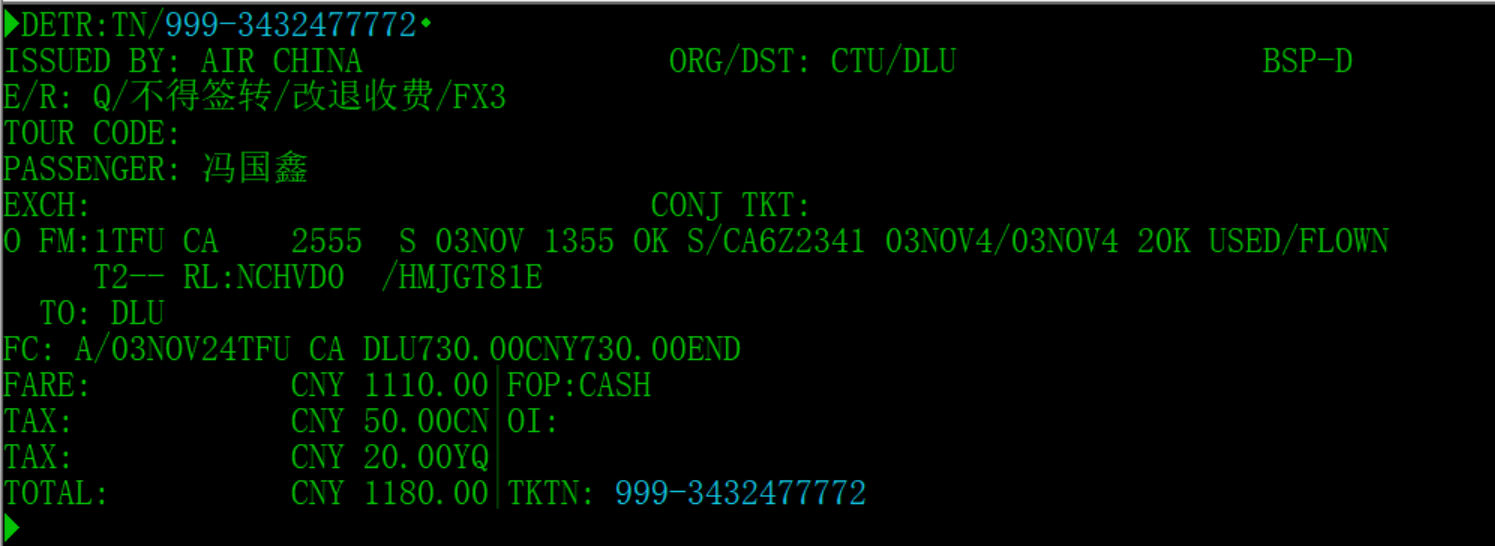 DETR:TN/999-3432477772
ISSUED BY: AIR CHINA ORG/DST: CTU/DLU BSP-D
E/R: Q/不得签转/改退收费/FX3
TOUR CODE:
PASSENGER: 冯国鑫
EXCH: CONJ TKT:
O FM:1TFU CA 2555 S 03NOV 1355 OK S/CA6Z2341 03NOV4/03NOV4 20K USED/FLOWN
T2-- RL:NCHVD0 /HMJGT81E
TO: DLU
FC: A/03NOV24TFU CA DLU730.00CNY730.00END
FARE: CNY 1110.00 FOP:CASH
TAX: CNY 50.00CN OI:
TAX: CNY 20.00YQ
TOTAL: CNY 1180.00 TKTN: 999-3432477772